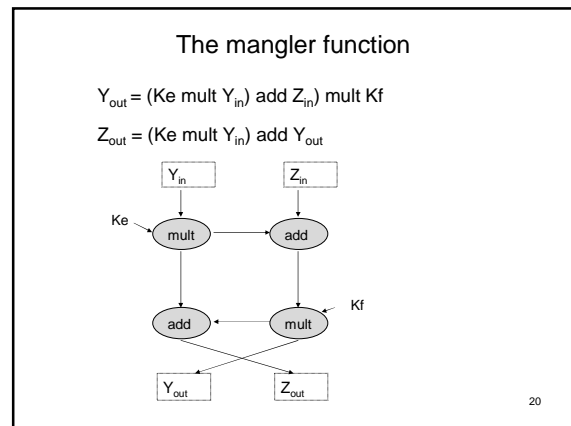 The mangler function
Yout = (Ke mult Yin) add Zin) mult Kf
Zout = (Ke mult Yin) add Yout
Yin Zin
Ke
mult add
Kf
add mult
Yout Zout
20